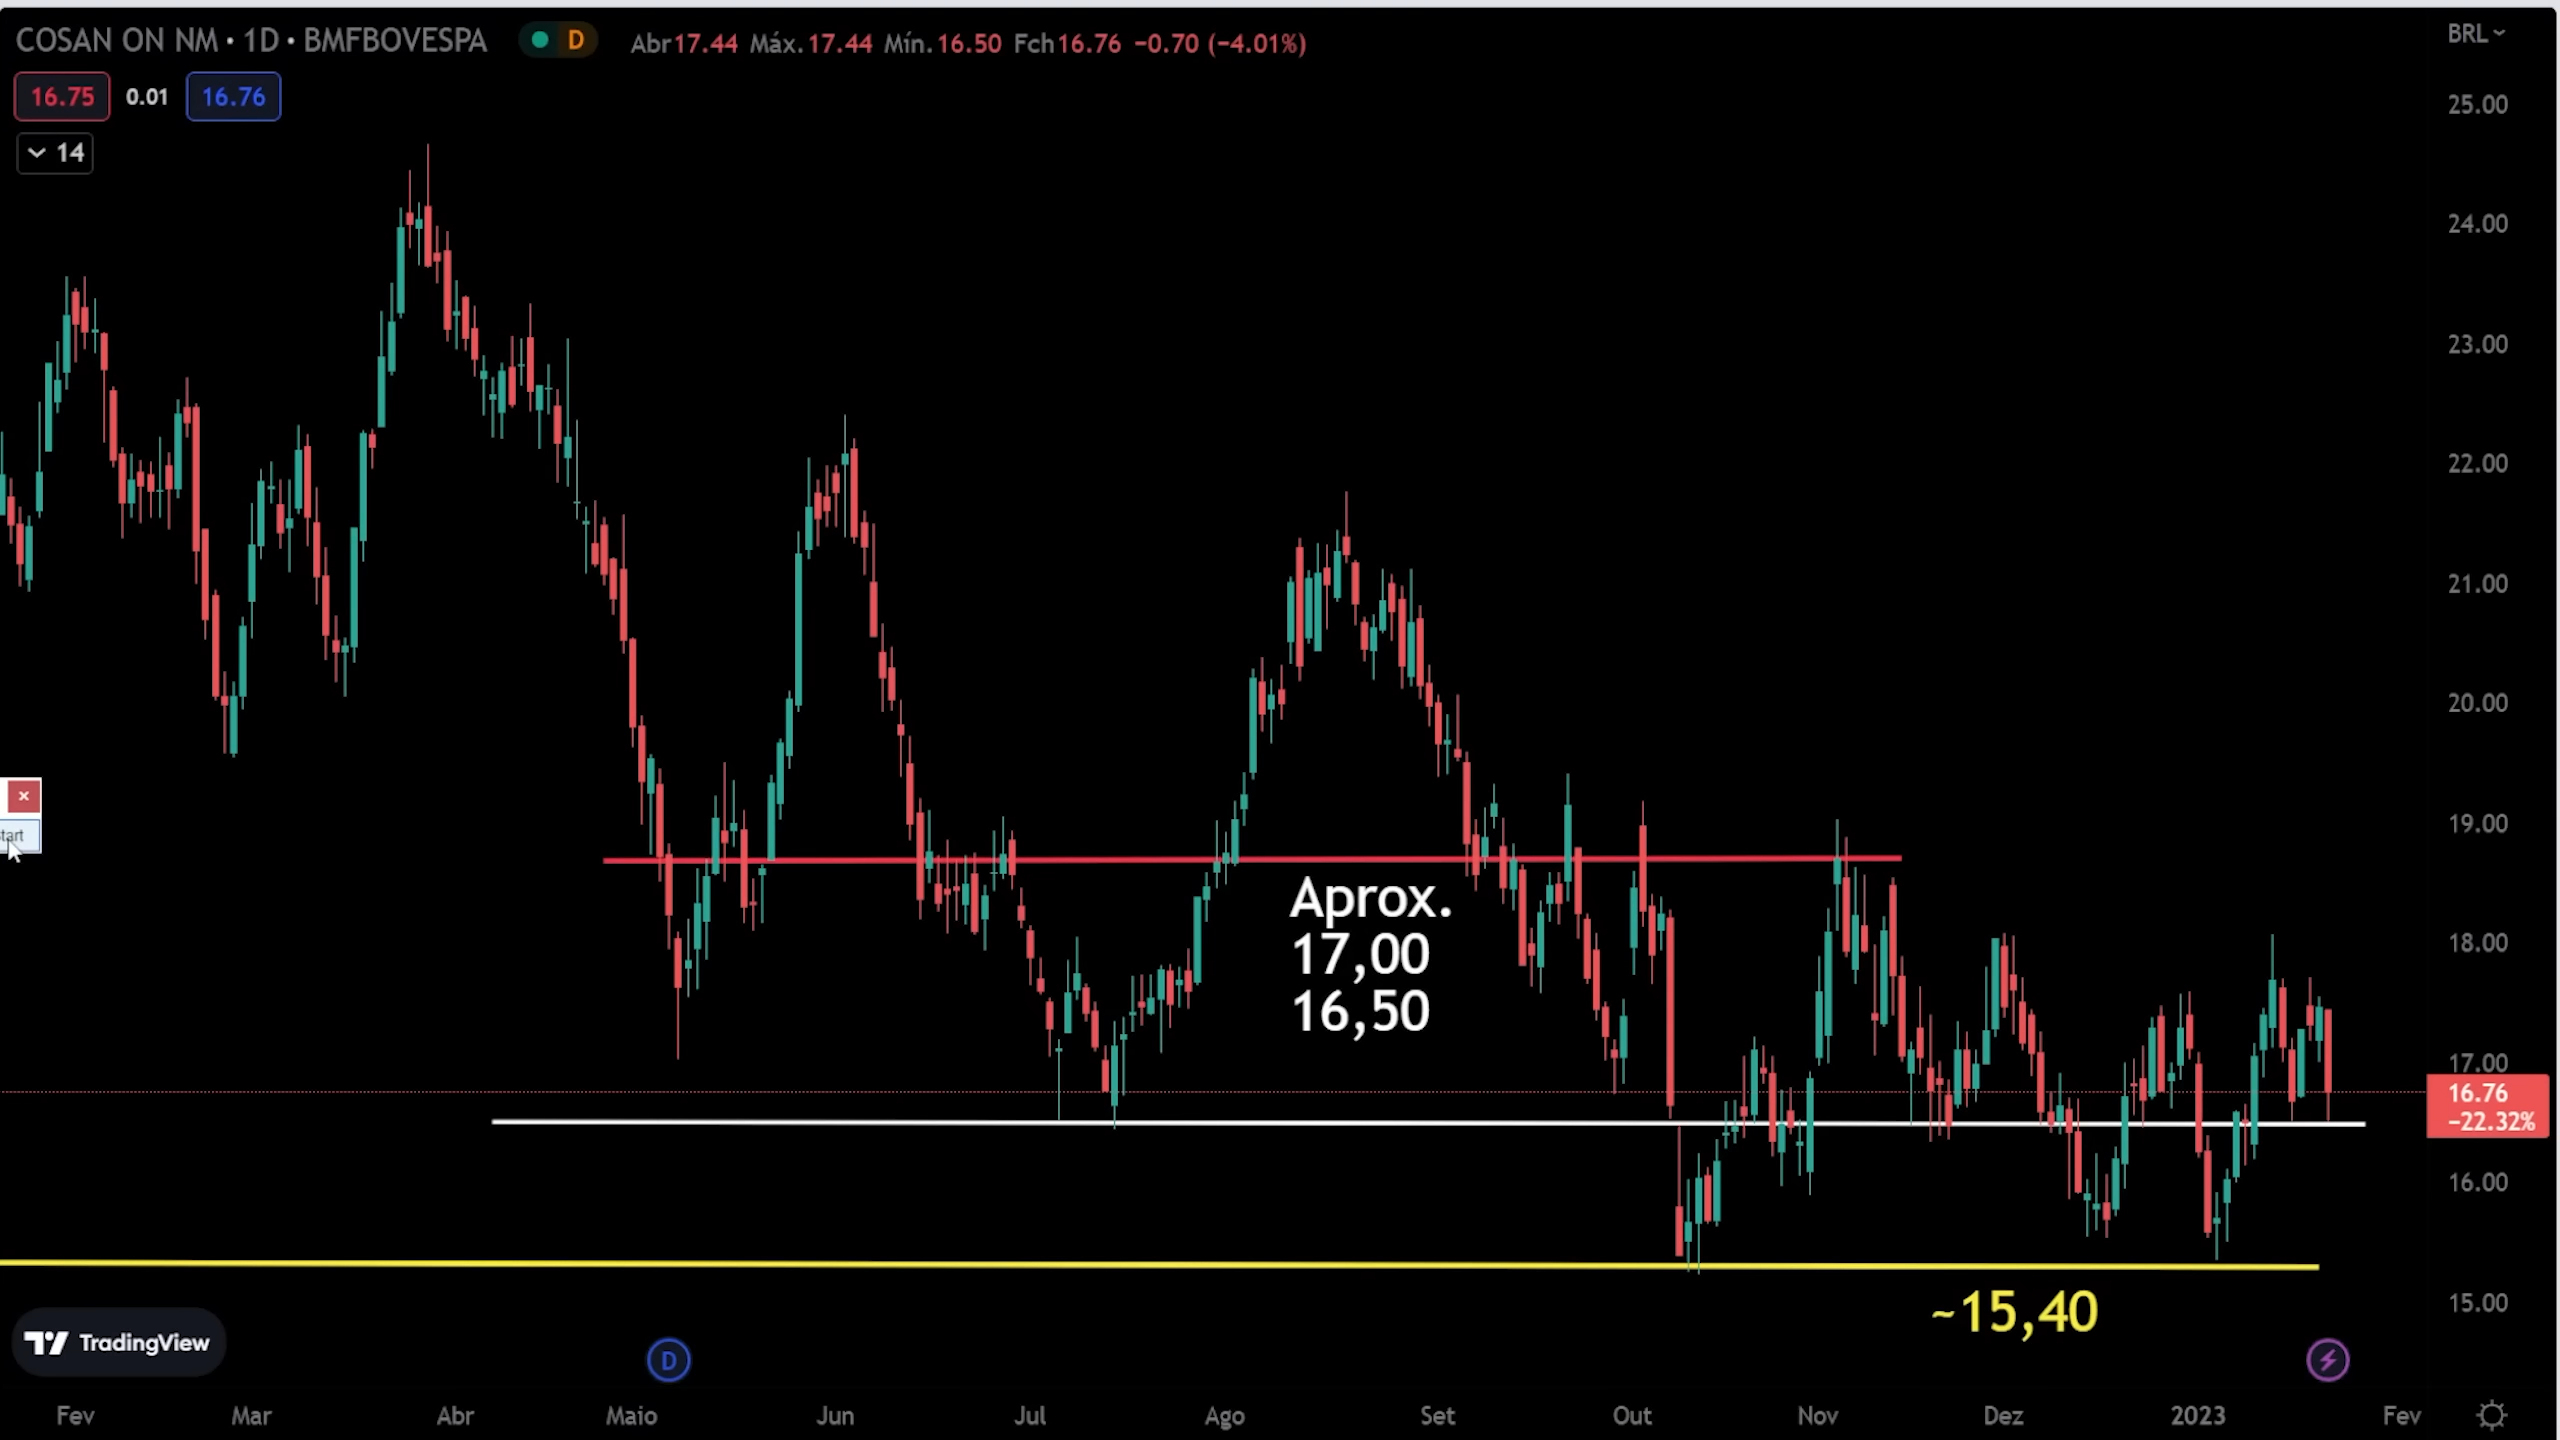 COSAN ON NM • 1D • BMFBOVESPA D Abr17.44 Máx.17.44 Mín.16.50 Fch16.76 −0.70 (−4.01%)
BRL
16.75 0.01 16.76
14
25.00
24.00
23.00
22.00
21.00
20.00
19.00
18.00
17.00
16.76
−22.32%
16.00
15.00
Aprox.
17,00
16,50
~15,40
TradingView
D
Fev Mar Abr Maio Jun Jul Ago Set Out Nov Dez 2023 Fev